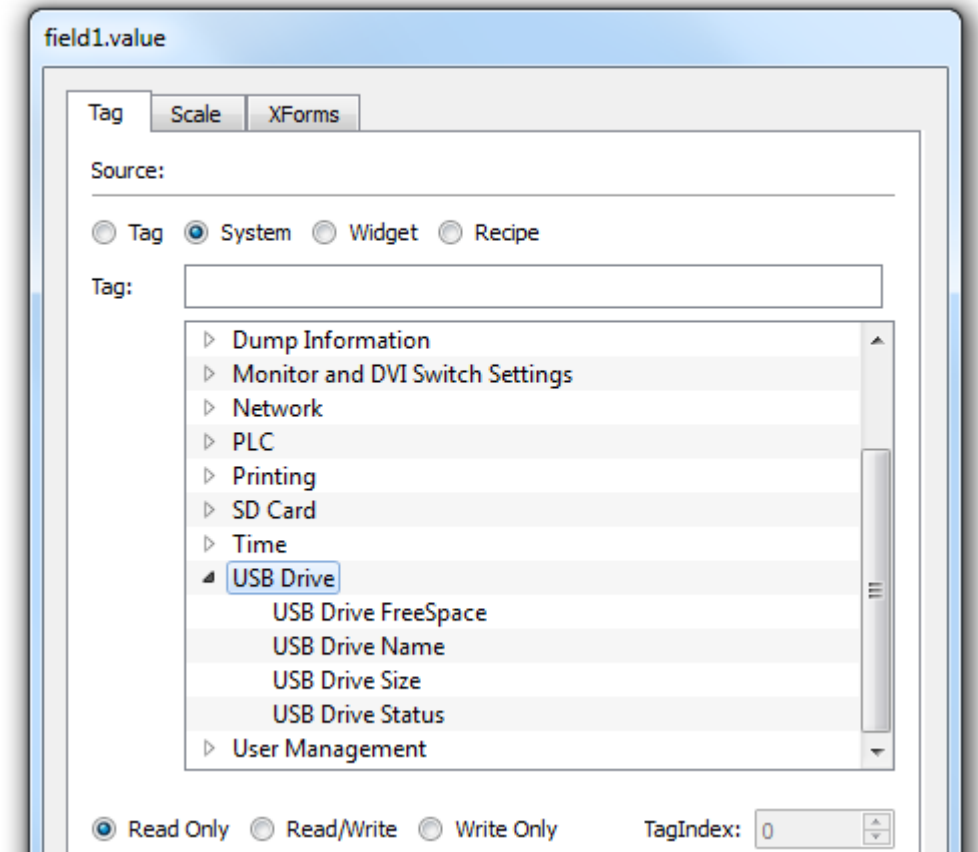 field1.value
Tag Scale XForms
Source:
Tag System Widget Recipe
Tag:
Dump Information
Monitor and DVI Switch Settings
Network
PLC
Printing
SD Card
Time
USB Drive
USB Drive FreeSpace
USB Drive Name
USB Drive Size
USB Drive Status
User Management
Read Only Read/Write Write Only TagIndex: 0